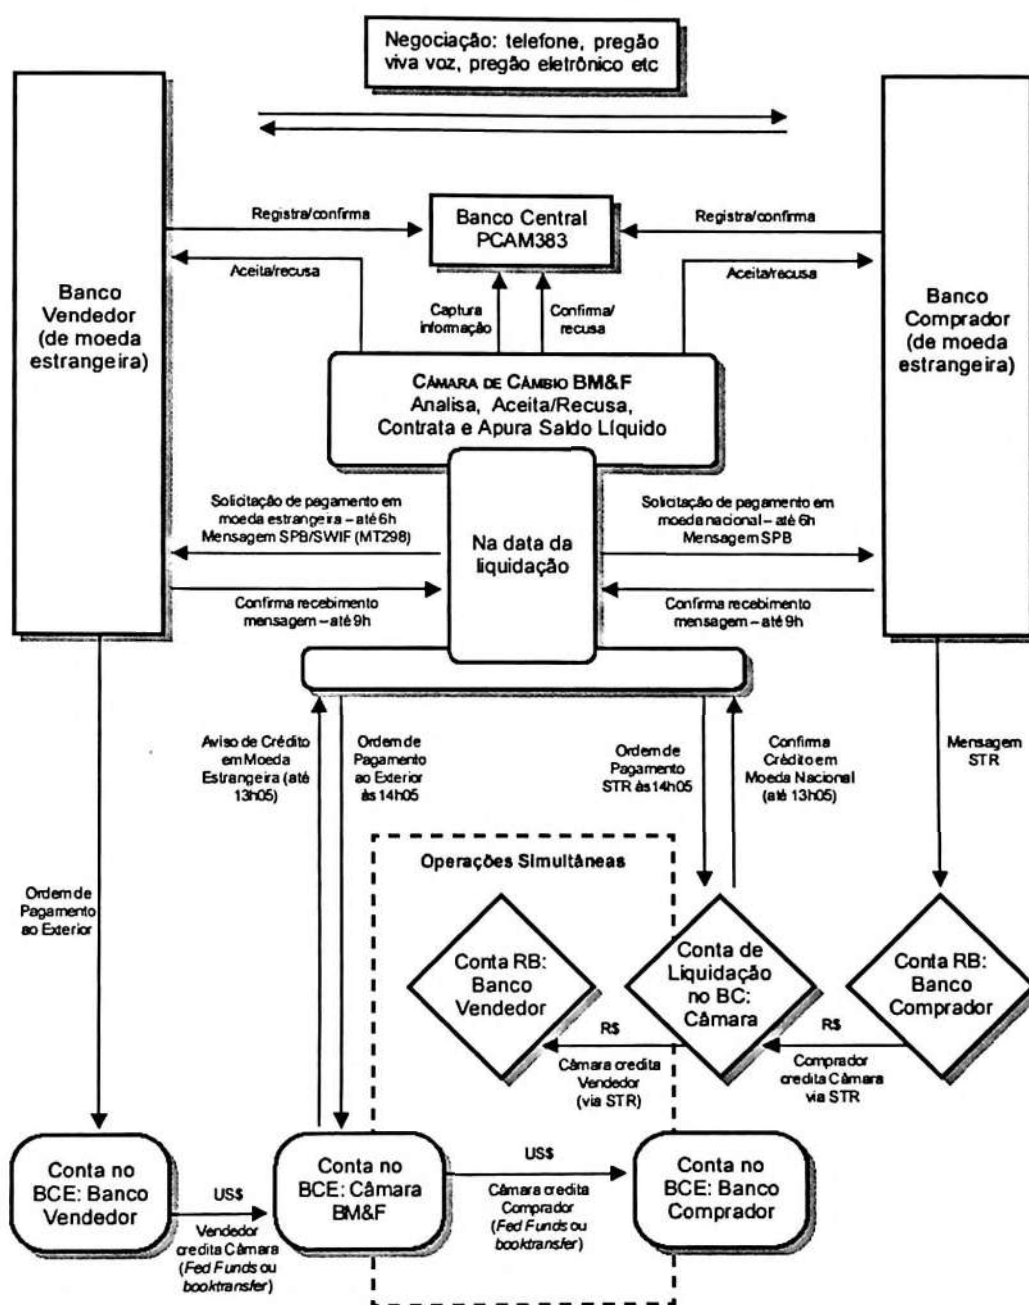 Negociação: telefone, pregão
viva voz, pregão eletrônico etc
Banco
Vendedor
(de moeda
estrangeira)
Registra/confirma
Aceita/recusa
Banco Central
PCAM383
Registra/confirma
Aceita/recusa
Banco
Comprador
(de moeda
estrangeira)
Captura
informação
Confirma/
recusa
CÂMARA DE CÂMBIO BM&F
Analisa, Aceita/Recusa,
Contrata e Apura Saldo Líquido
Solicitação de pagamento em
moeda estrangeira – até 6h
Mensagem SPB/SWIF (MT298)
Na data da
liquidação
Solicitação de pagamento em
moeda nacional – até 6h
Mensagem SPB
Confirma recebimento
mensagem – até 9h
Confirma recebimento
mensagem – até 9h
Aviso de Crédito
em Moeda
Estrangeira (até
13h05)
Ordem de
Pagamento
ao Exterior
às 14h05
Ordem de
Pagamento
STR às 14h05
Confirma
Crédito em
Moeda Nacional
(até 13h05)
Mensagem
STR
Operações Simultâneas
Ordem de
Pagamento
ao Exterior
Conta RB:
Banco
Vendedor
Conta de
Liquidação
no BC:
Câmara
Conta RB:
Banco
Comprador
R$
Câmara credita
Vendedor
(via STR)
R$
Comprador
credita Câmara
via STR
Conta no
BCE: Banco
Vendedor
US$
Vendedor
credita Câmara
(Fed Funds ou
booktransfer)
Conta no
BCE: Câmara
BM&F
US$
Câmara credita
Comprador
(Fed Funds ou
booktransfer)
Conta no
BCE: Banco
Comprador